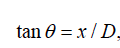 tan θ = x / D,